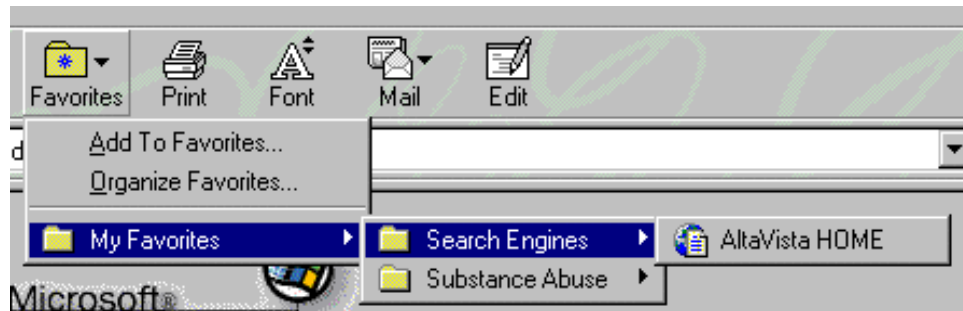 Favorites Print Font Mail Edit
Add To Favorites...
d
Organize Favorites...
My Favorites Search Engines AltaVista HOME
Substance Abuse
Microsoft®